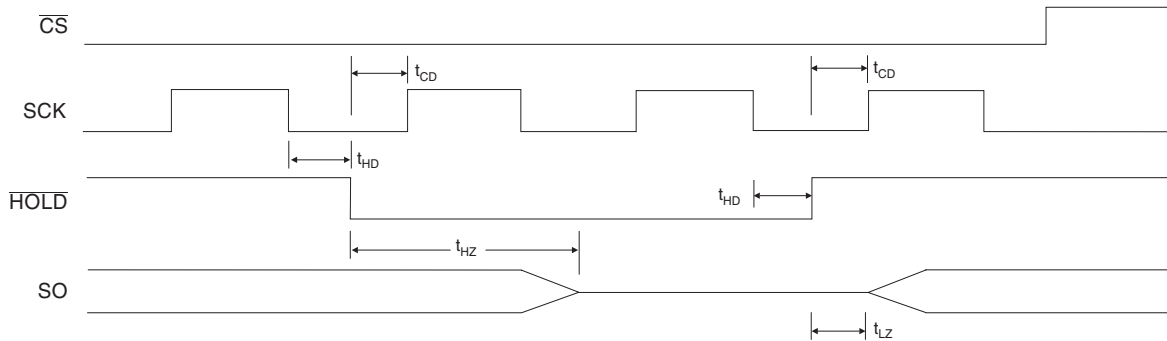 CS
t_CD
t_CD
SCK
t_HD
HOLD
t_HD
t_HZ
SO
t_LZ